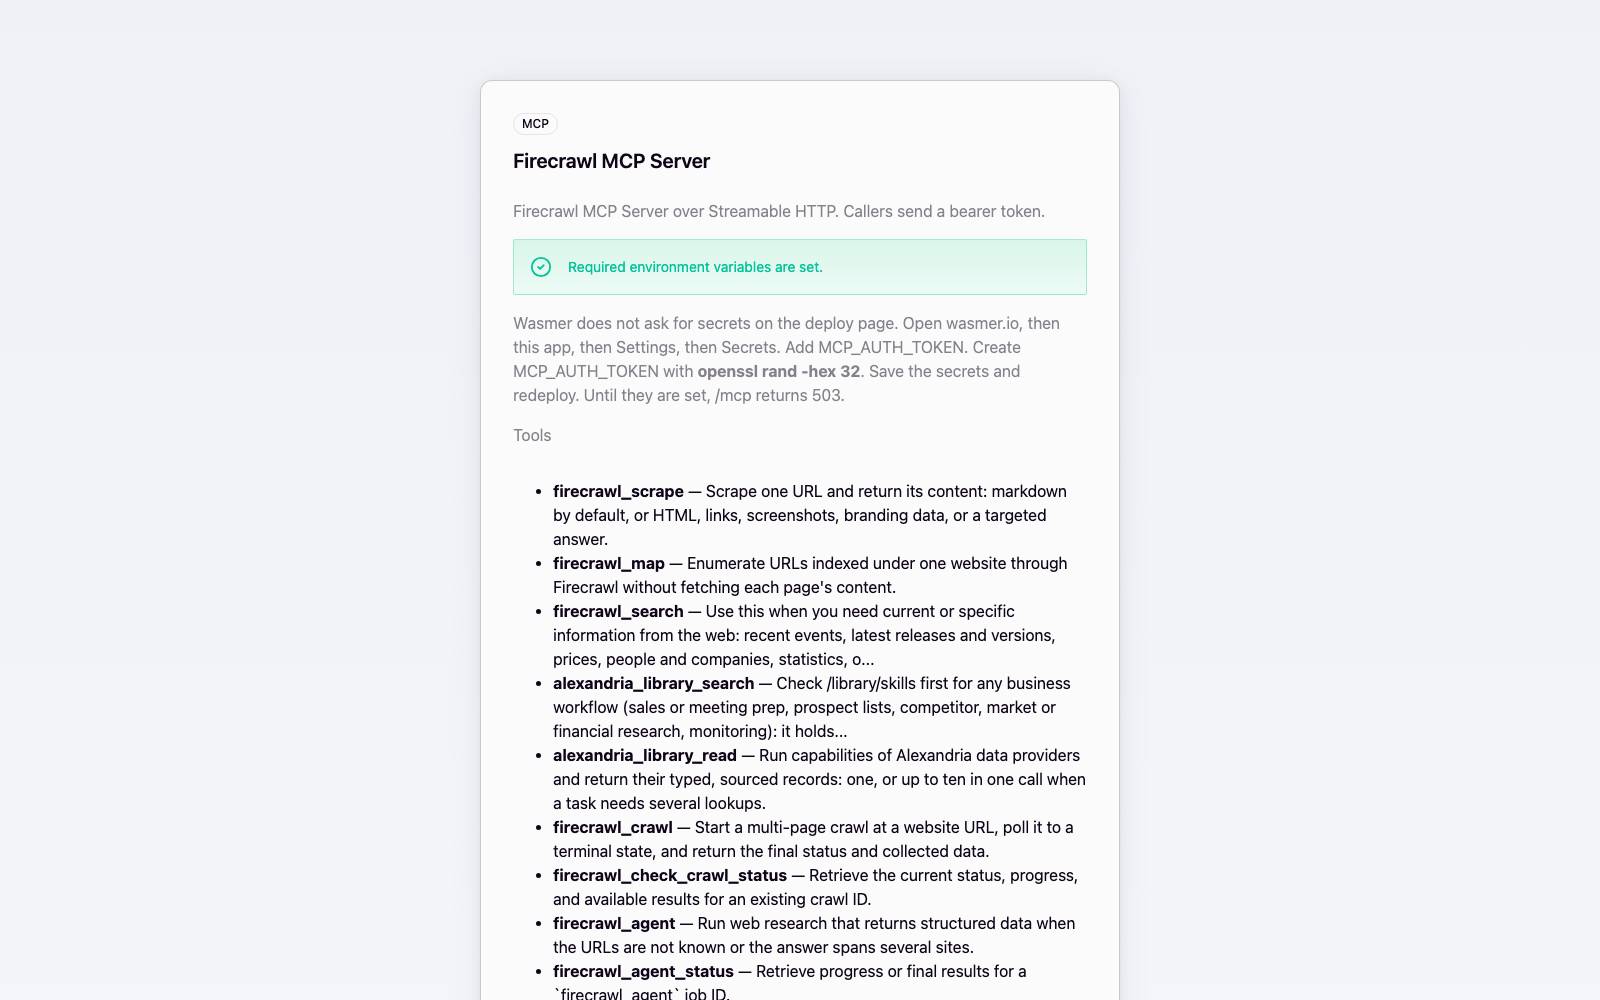 MCP
Firecrawl MCP Server
Firecrawl MCP Server over Streamable HTTP. Callers send a bearer token.
Required environment variables are set.
Wasmer does not ask for secrets on the deploy page. Open wasmer.io, then
this app, then Settings, then Secrets. Add MCP_AUTH_TOKEN. Create
MCP_AUTH_TOKEN with openssl rand -hex 32. Save the secrets and
redeploy. Until they are set, /mcp returns 503.
Tools
• firecrawl_scrape — Scrape one URL and return its content: markdown
by default, or HTML, links, screenshots, branding data, or a targeted
answer.
• firecrawl_map — Enumerate URLs indexed under one website through
Firecrawl without fetching each page's content.
• firecrawl_search — Use this when you need current or specific
information from the web: recent events, latest releases and versions,
prices, people and companies, statistics, o...
• alexandria_library_search — Check /library/skills first for any business
workflow (sales or meeting prep, prospect lists, competitor, market or
financial research, monitoring): it holds...
• alexandria_library_read — Run capabilities of Alexandria data providers
and return their typed, sourced records: one, or up to ten in one call when
a task needs several lookups.
• firecrawl_crawl — Start a multi-page crawl at a website URL, poll it to a
terminal state, and return the final status and collected data.
• firecrawl_check_crawl_status — Retrieve the current status, progress,
and available results for an existing crawl ID.
• firecrawl_agent — Run web research that returns structured data when
the URLs are not known or the answer spans several sites.
• firecrawl_agent_status — Retrieve progress or final results for a
`firecrawl_agent` job ID.